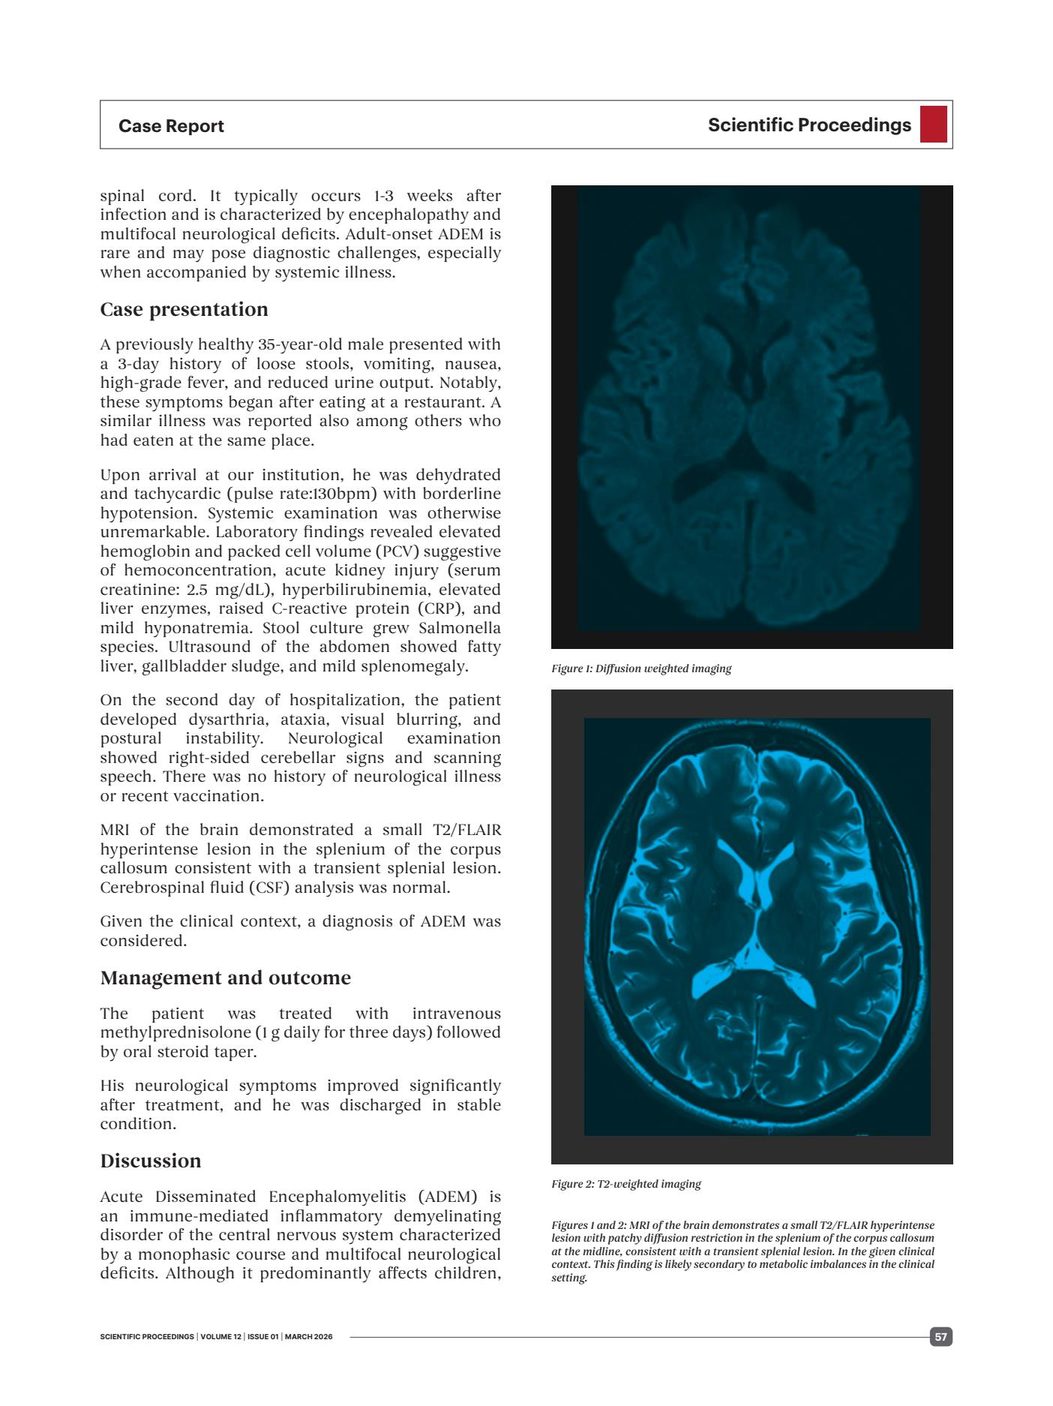 Case Report
Scientific Proceedings
spinal cord. It typically occurs 1-3 weeks after
infection and is characterized by encephalopathy and
multifocal neurological deficits. Adult-onset ADEM is
rare and may pose diagnostic challenges, especially
when accompanied by systemic illness.
Case presentation
A previously healthy 35-year-old male presented with
a 3-day history of loose stools, vomiting, nausea,
high-grade fever, and reduced urine output. Notably,
these symptoms began after eating at a restaurant. A
similar illness was reported also among others who
had eaten at the same place.
Upon arrival at our institution, he was dehydrated
and tachycardic (pulse rate:130bpm) with borderline
hypotension. Systemic examination was otherwise
unremarkable. Laboratory findings revealed elevated
hemoglobin and packed cell volume (PCV) suggestive
of hemoconcentration, acute kidney injury (serum
creatinine: 2.5 mg/dL), hyperbilirubinemia, elevated
liver enzymes, raised C-reactive protein (CRP), and
mild hyponatremia. Stool culture grew Salmonella
species. Ultrasound of the abdomen showed fatty
liver, gallbladder sludge, and mild splenomegaly.
On the second day of hospitalization, the patient
developed dysarthria, ataxia, visual blurring, and
postural instability. Neurological examination
showed right-sided cerebellar signs and scanning
speech. There was no history of neurological illness
or recent vaccination.
MRI of the brain demonstrated a small T2/FLAIR
hyperintense lesion in the splenium of the corpus
callosum consistent with a transient splenial lesion.
Cerebrospinal fluid (CSF) analysis was normal.
Given the clinical context, a diagnosis of ADEM was
considered.
Management and outcome
The patient was treated with intravenous
methylprednisolone (1 g daily for three days) followed
by oral steroid taper.
His neurological symptoms improved significantly
after treatment, and he was discharged in stable
condition.
Discussion
Acute Disseminated Encephalomyelitis (ADEM) is
an immune-mediated inflammatory demyelinating
disorder of the central nervous system characterized
by a monophasic course and multifocal neurological
deficits. Although it predominantly affects children,
Figure 1: Diffusion weighted imaging
Figure 2: T2-weighted imaging
Figures 1 and 2: MRI of the brain demonstrates a small T2/FLAIR hyperintense
lesion with patchy diffusion restriction in the splenium of the corpus callosum
at the midline, consistent with a transient splenial lesion. In the given clinical
context. This finding is likely secondary to metabolic imbalances in the clinical
setting.
SCIENTIFIC PROCEEDINGS | VOLUME 12 | ISSUE 01 | MARCH 2026
57